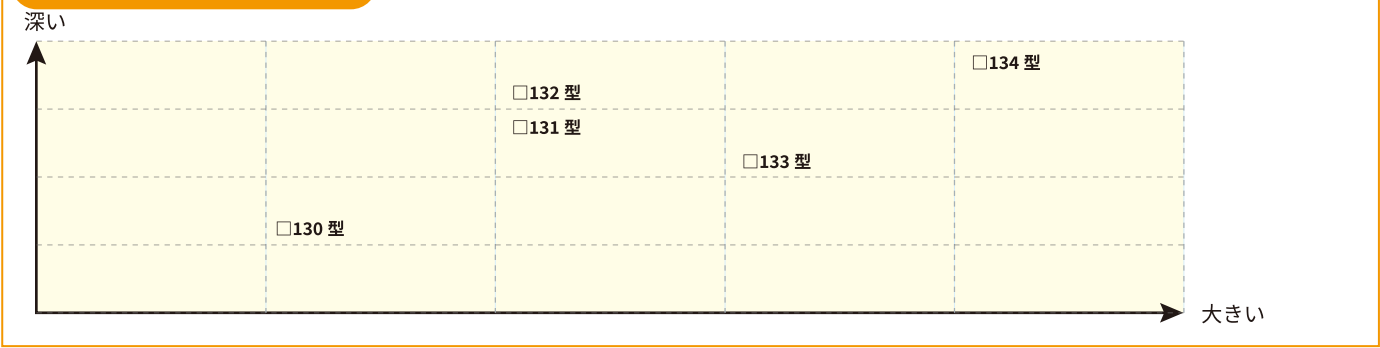 深い
□134 型
□132 型
□131 型
□133 型
□130 型
大きい